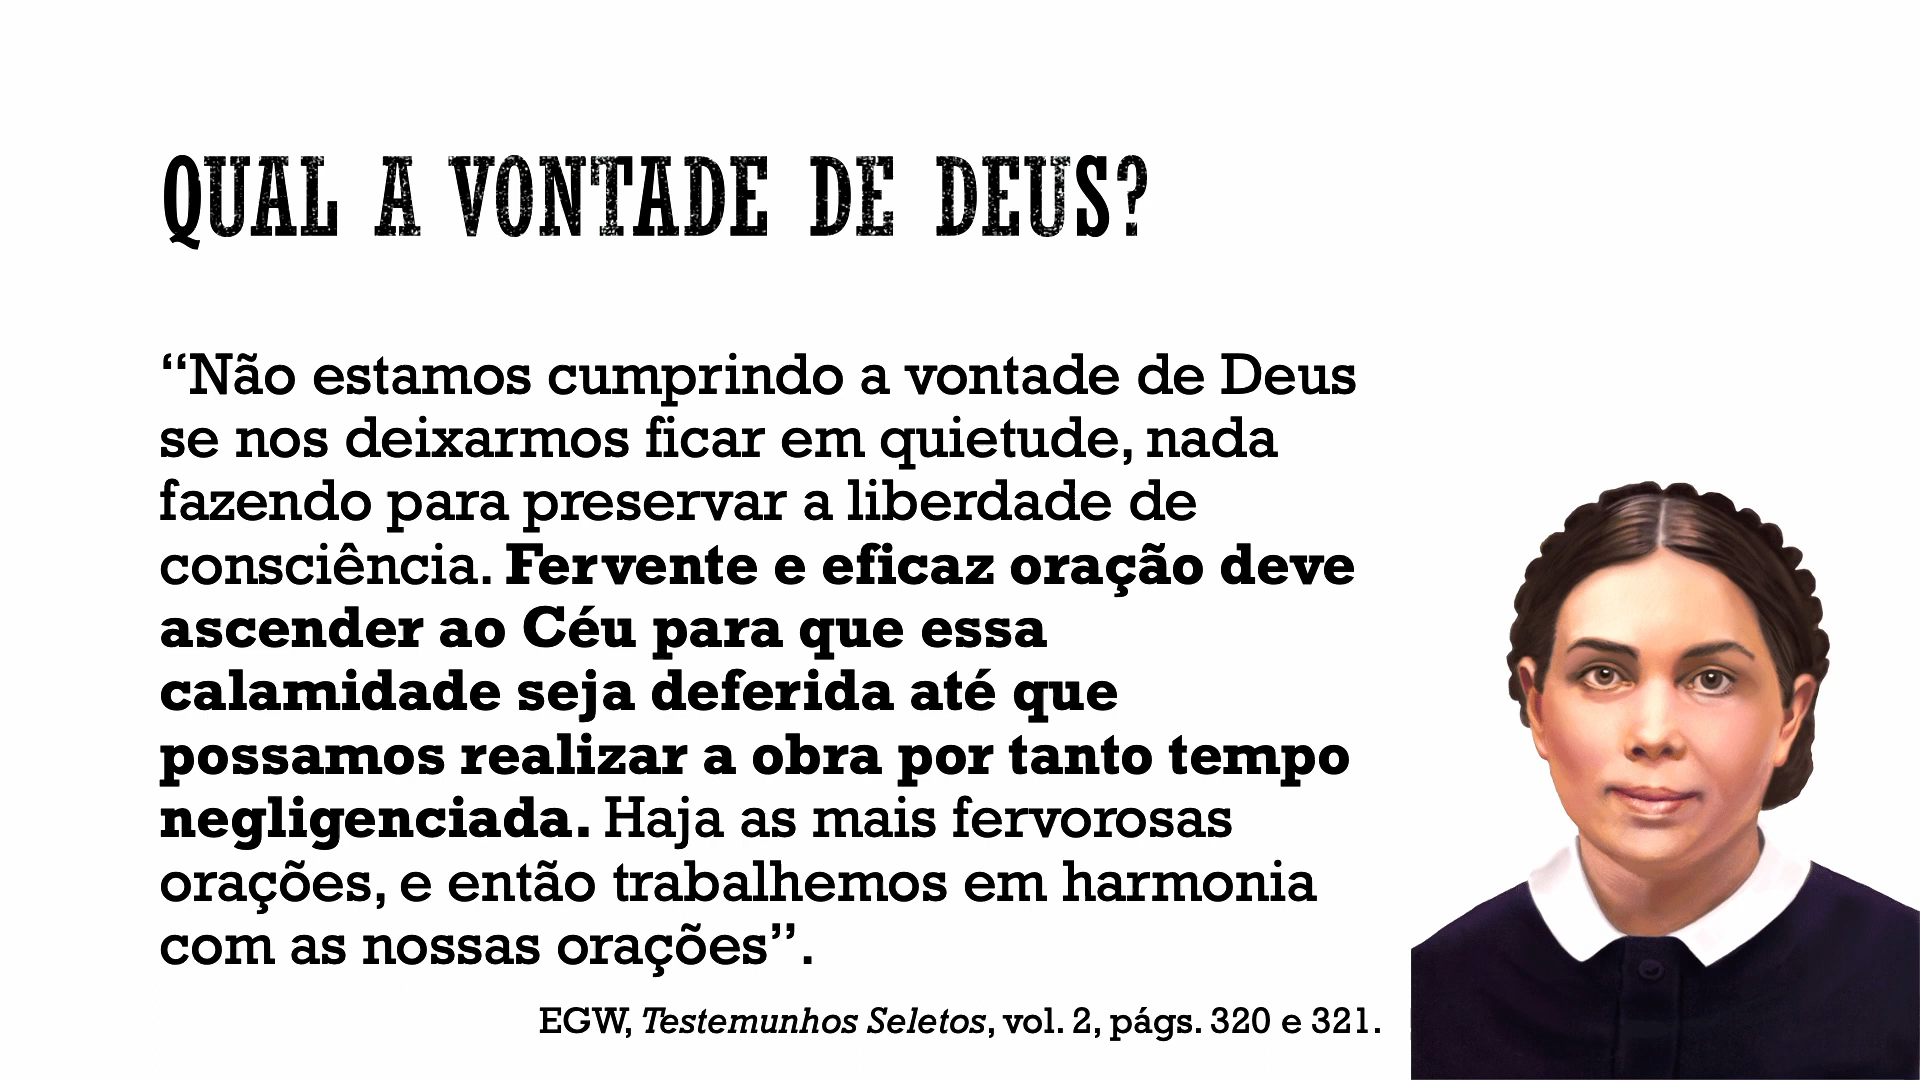 QUAL A VONTADE DE DEUS?
“Não estamos cumprindo a vontade de Deus
se nos deixarmos ficar em quietude, nada
fazendo para preservar a liberdade de
consciência. Fervente e eficaz oração deve
ascender ao Céu para que essa
calamidade seja deferida até que
possamos realizar a obra por tanto tempo
negligenciada. Haja as mais fervorosas
orações, e então trabalhemos em harmonia
com as nossas orações”.
EGW, Testemunhos Seletos, vol. 2, págs. 320 e 321.